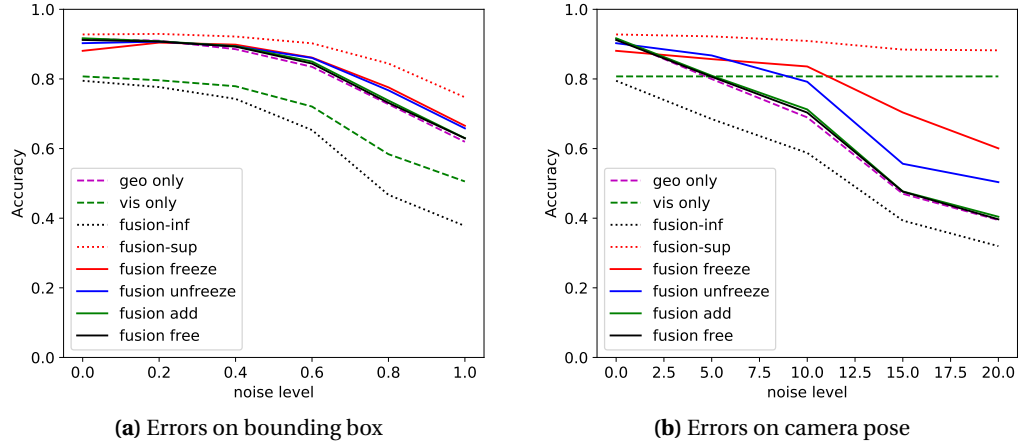 1.0
0.8
0.6
0.4
0.2
0.0
Accuracy
geo only
vis only
fusion-inf
fusion-sup
fusion freeze
fusion unfreeze
fusion add
fusion free
0.0 0.2 0.4 0.6 0.8 1.0
noise level
(a) Errors on bounding box
1.0
0.8
0.6
0.4
0.2
0.0
Accuracy
geo only
vis only
fusion-inf
fusion-sup
fusion freeze
fusion unfreeze
fusion add
fusion free
0.0 2.5 5.0 7.5 10.0 12.5 15.0 17.5 20.0
noise level
(b) Errors on camera pose